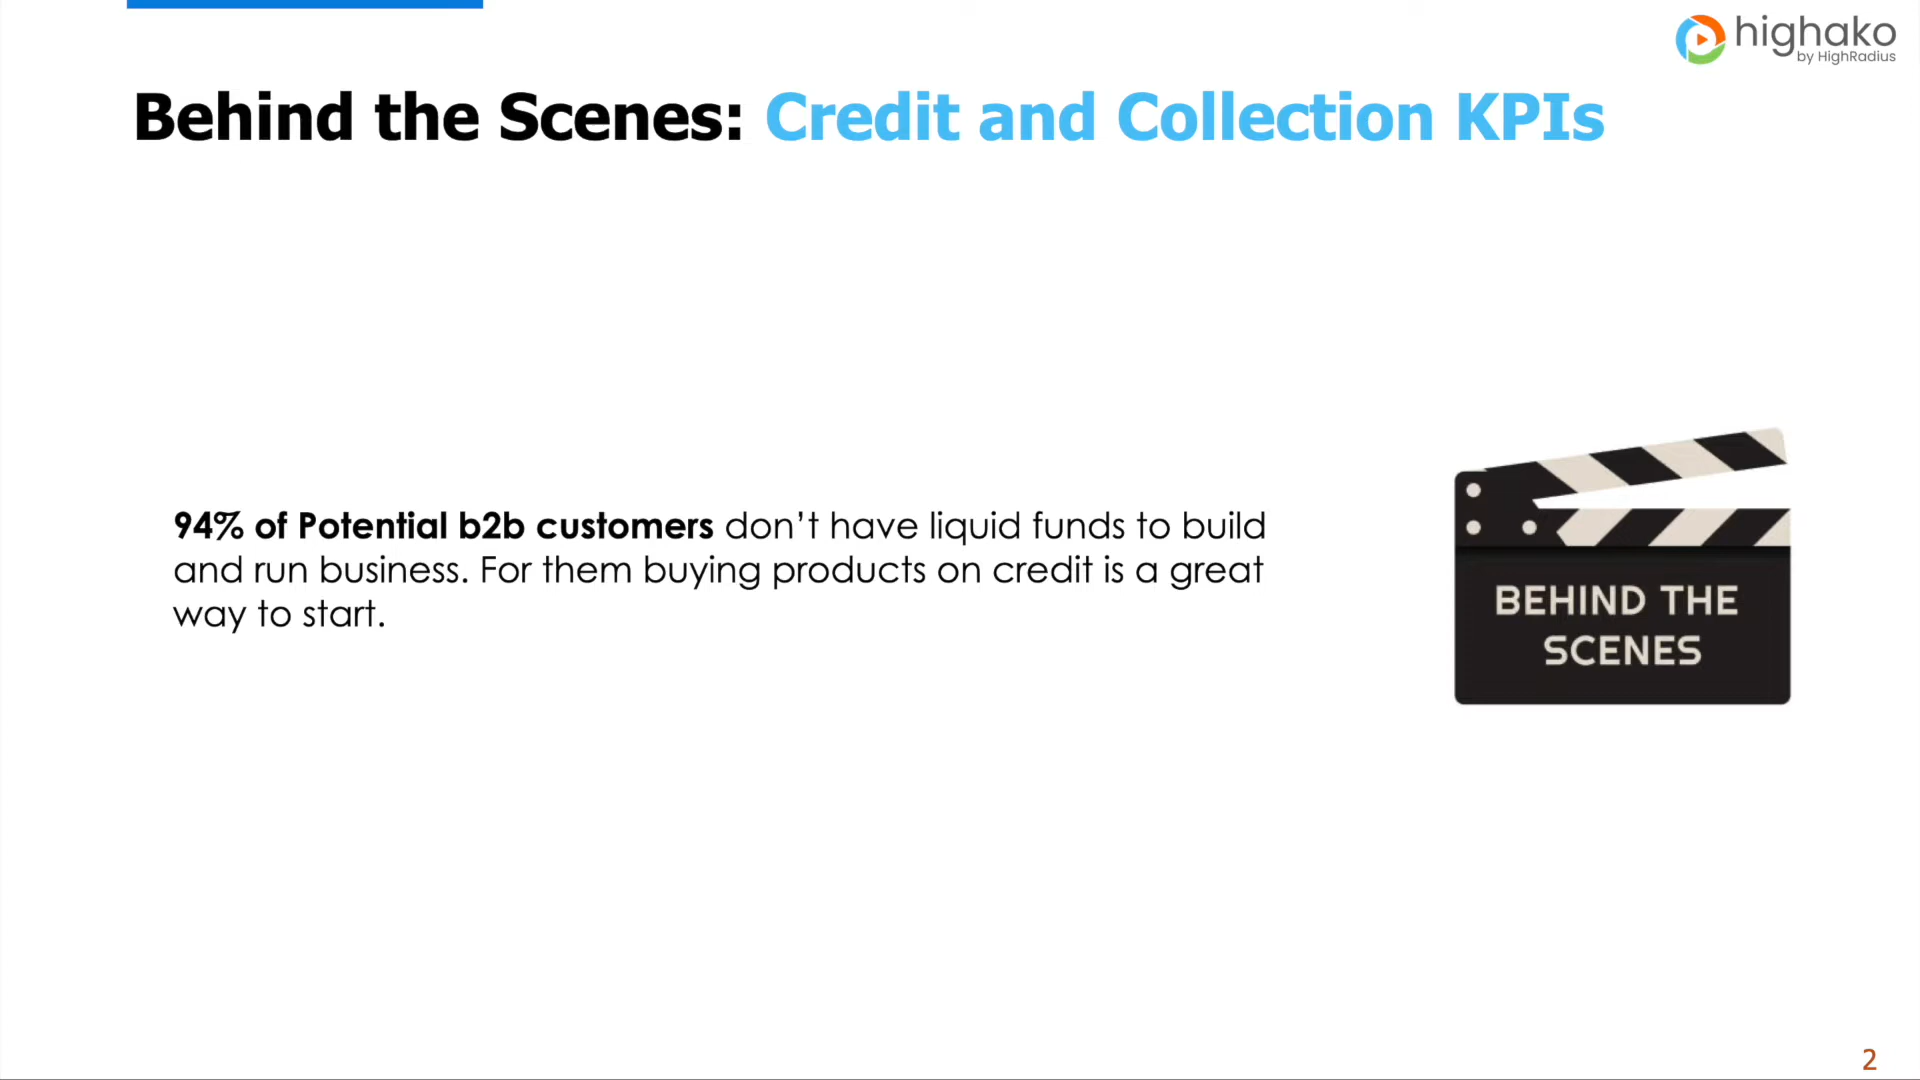 highako
by HighRadius
Behind the Scenes: Credit and Collection KPIs
94% of Potential b2b customers don’t have liquid funds to build
and run business. For them buying products on credit is a great
way to start.
BEHIND THE
SCENES
2